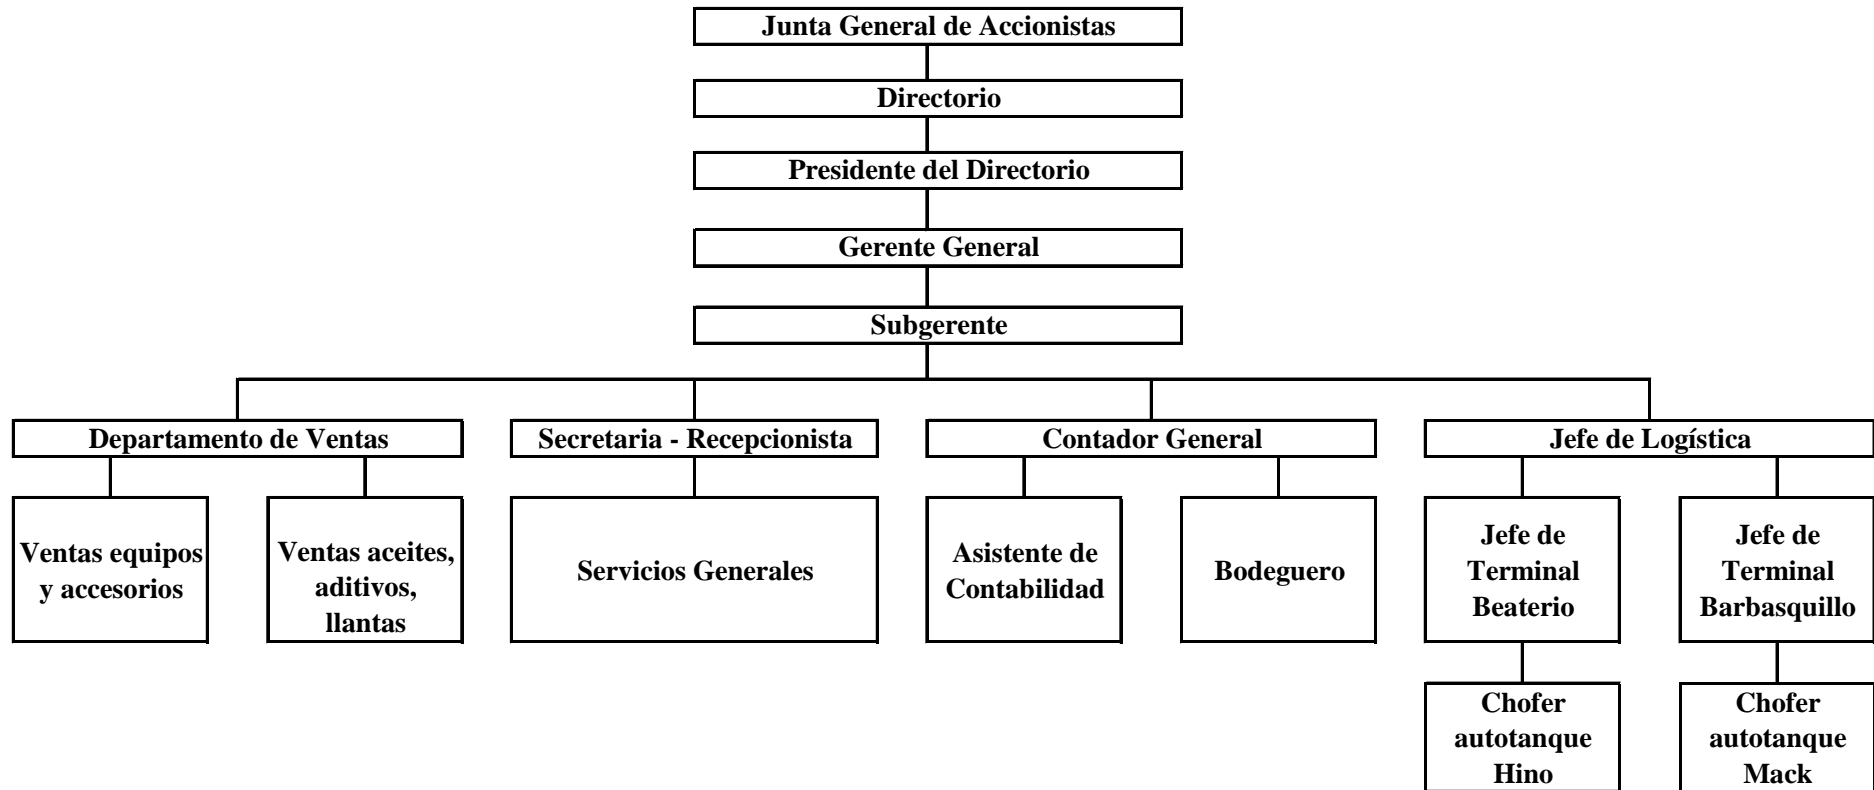 Junta General de Accionistas
Directorio
Presidente del Directorio
Gerente General
Subgerente
Departamento de Ventas
Secretaria - Recepcionista
Contador General
Jefe de Logística
Ventas equipos
y accesorios
Ventas aceites,
aditivos,
llantas
Servicios Generales
Asistente de
Contabilidad
Bodeguero
Jefe de
Terminal
Beaterio
Jefe de
Terminal
Barbasquillo
Chofer
autotanque
Hino
Chofer
autotanque
Mack